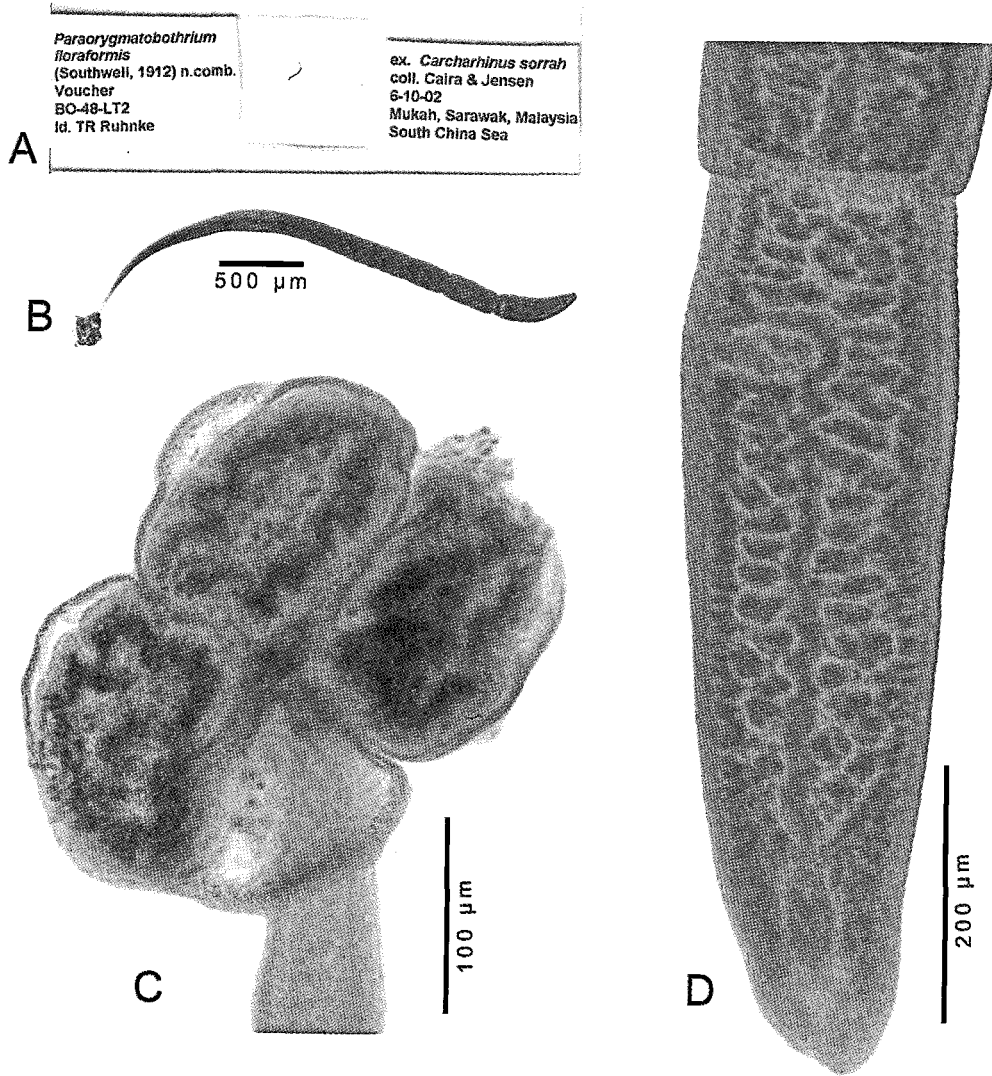 Paraorygmatobothrium
floraformis
(Southwell, 1912) n.comb.
Voucher
BO-48-LT2
Id. TR Ruhnke
ex. Carcharhinus sorrah
coll. Caira & Jensen
6-10-02
Mukah, Sarawak, Malaysia
South China Sea
A
500 µm
B
C
100 µm
D
200 µm